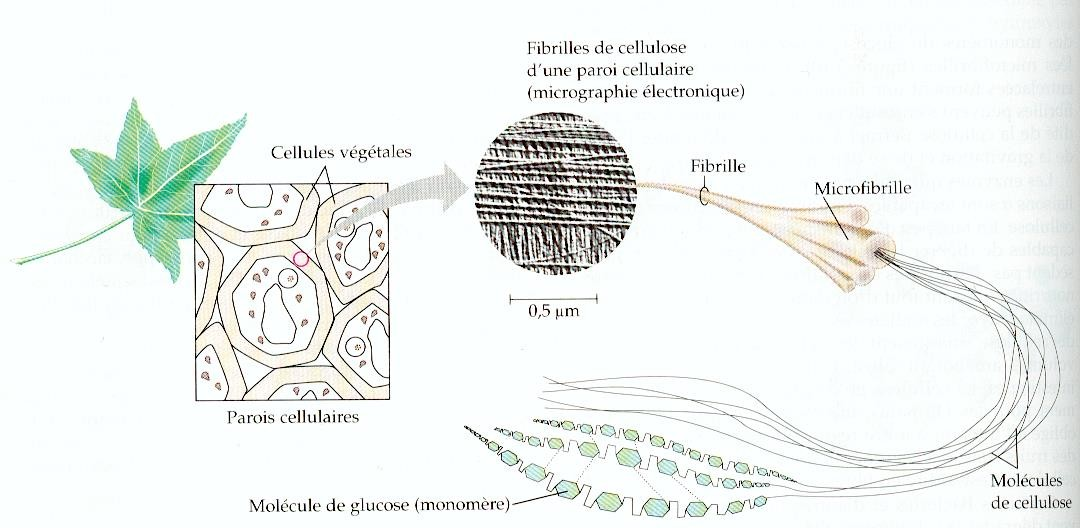 Fibrilles de cellulose
d'une paroi cellulaire
(micrographie électronique)
Cellules végétales
Fibrille
Microfibrille
0,5 µm
Parois cellulaires
Molécule de glucose (monomère)
Molécules
de cellulose